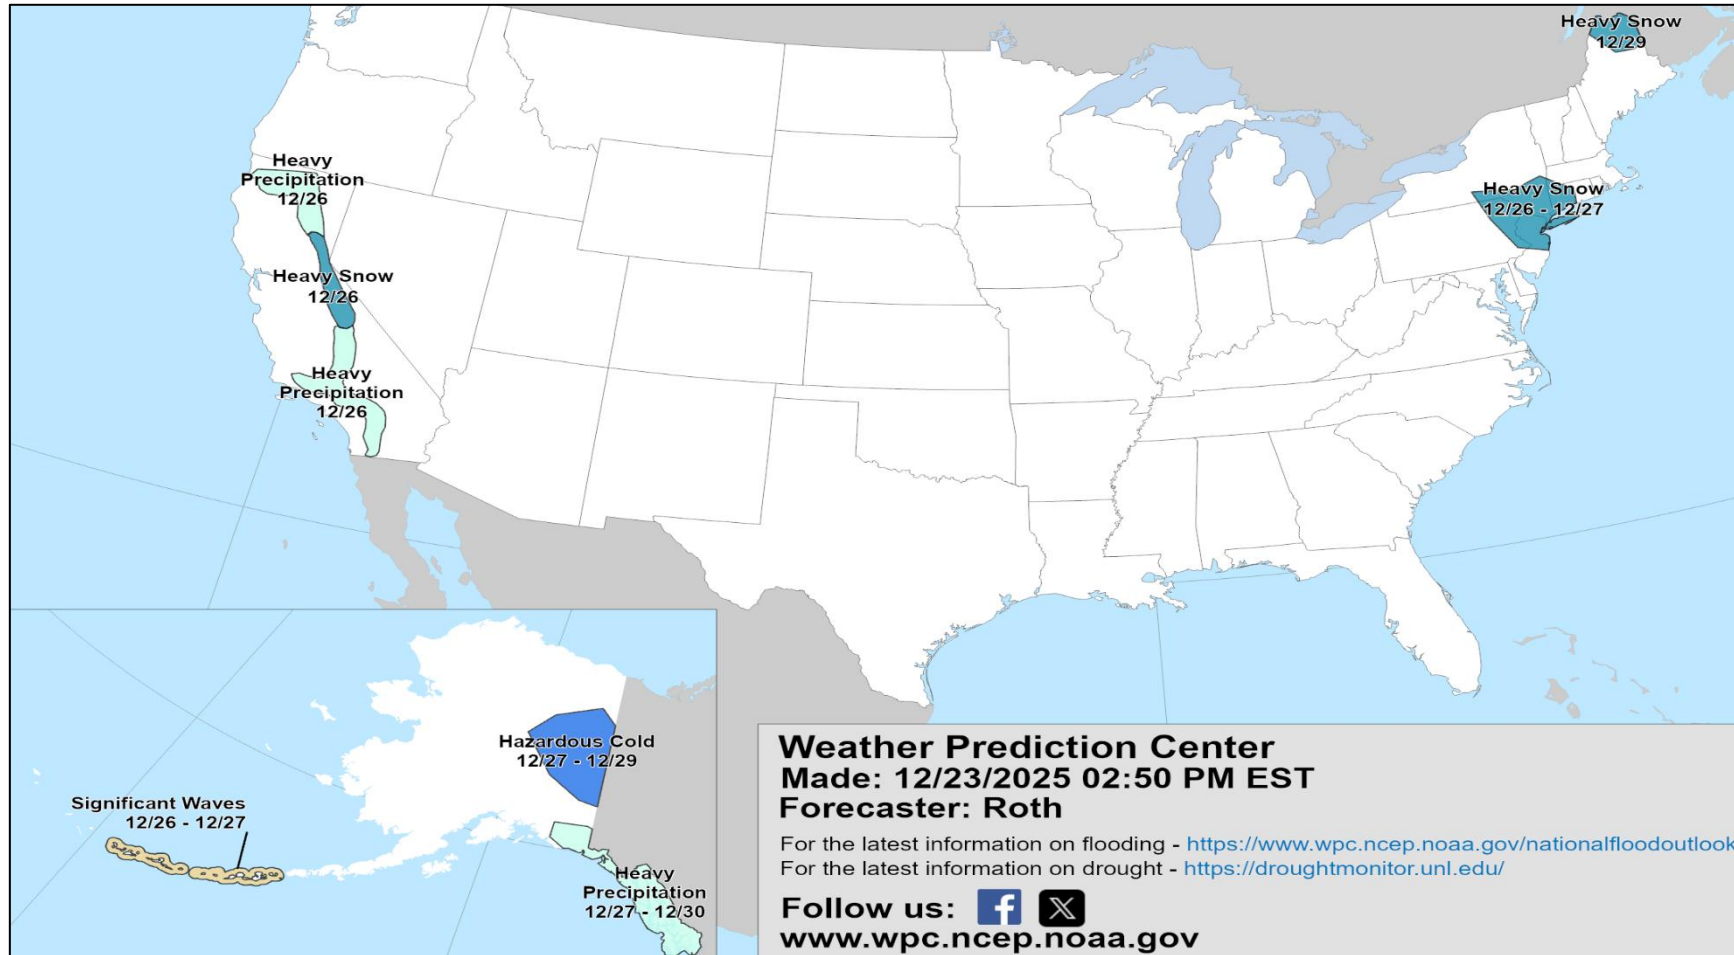 Heavy Snow
12/29
Heavy
Precipitation
12/26
Heavy Snow
12/26 - 12/27
Heavy Snow
12/26
Heavy
Precipitation
12/26
Hazardous Cold
12/27 - 12/29
Significant Waves
12/26 - 12/27
Heavy
Precipitation
12/27 - 12/30
Weather Prediction Center
Made: 12/23/2025 02:50 PM EST
Forecaster: Roth
For the latest information on flooding - https://www.wpc.ncep.noaa.gov/nationalfloodoutlook
For the latest information on drought - https://droughtmonitor.unl.edu/
Follow us:
www.wpc.ncep.noaa.gov